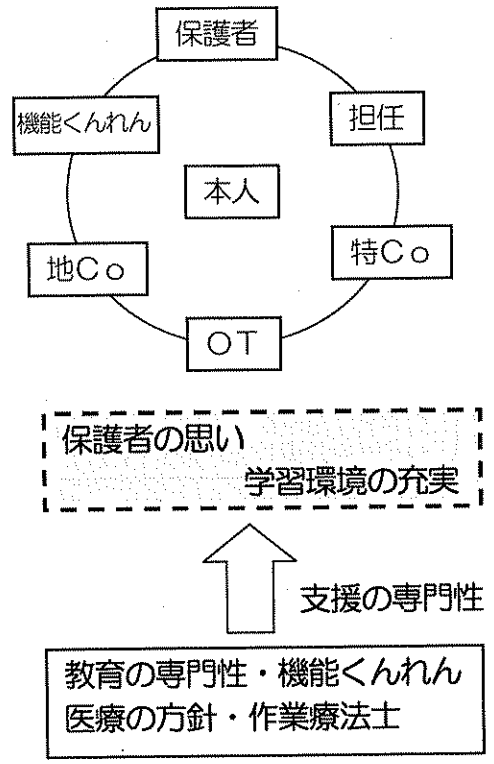 保護者
機能くんれん
担任
本人
地Co
特Co
OT
保護者の思い
学習環境の充実
支援の専門性
教育の専門性・機能くんれん
医療の方針・作業療法士